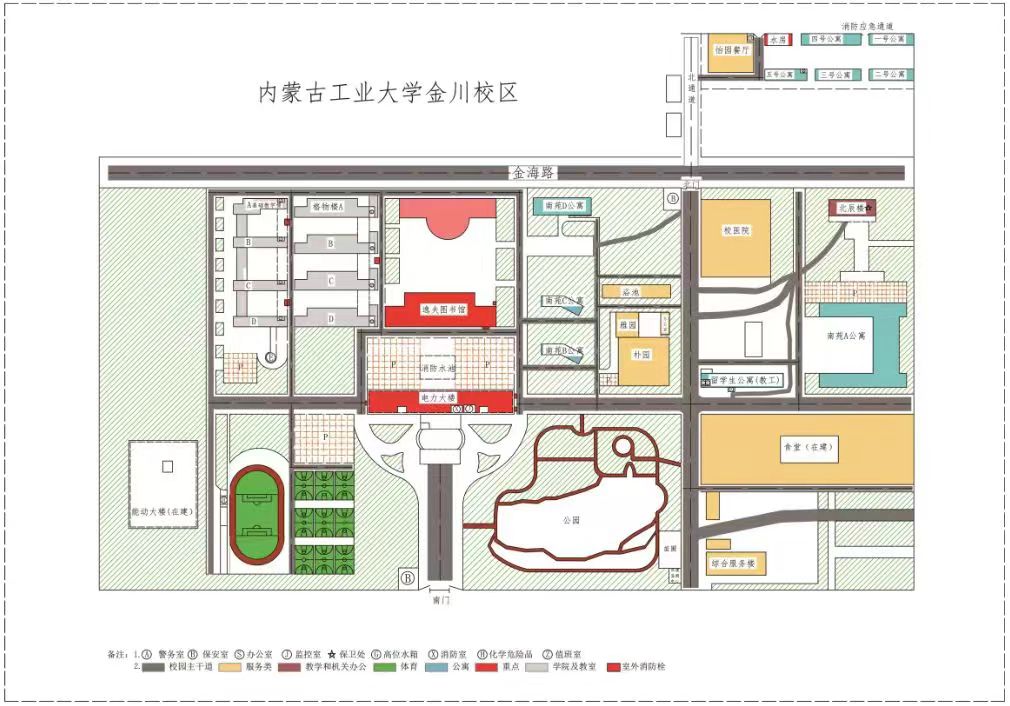 消防应急通道
怡园餐厅
水房
四号公寓
一号公寓
五号公寓
三号公寓
二号公寓
北通道
内蒙古工业大学金川校区
金海路
北门
格物楼A
南苑D公寓
B
校医院
北辰楼
B
B
C
C
D
D
南苑C公寓
浴池
P
逸夫图书馆
雅园
南苑A公寓
南苑B公寓
朴园
P
P
P
消防水池
P
留学生公寓(教工)
电力大楼
P
食堂（在建）
能动大楼(在建)
公园
苗圃
综合服务楼
B
南门
备注：1.Ⓐ 警务室 Ⓑ 保安室 Ⓢ 办公室 Ⓙ 监控室 ★ 保卫处 Ⓖ 高位水箱 Ⓧ 消防室 Ⓗ 化学危险品 Ⓩ 值班室
2. 校园主干道 服务类 教学和机关办公 体育 公寓 重点 学院及教室 室外消防栓